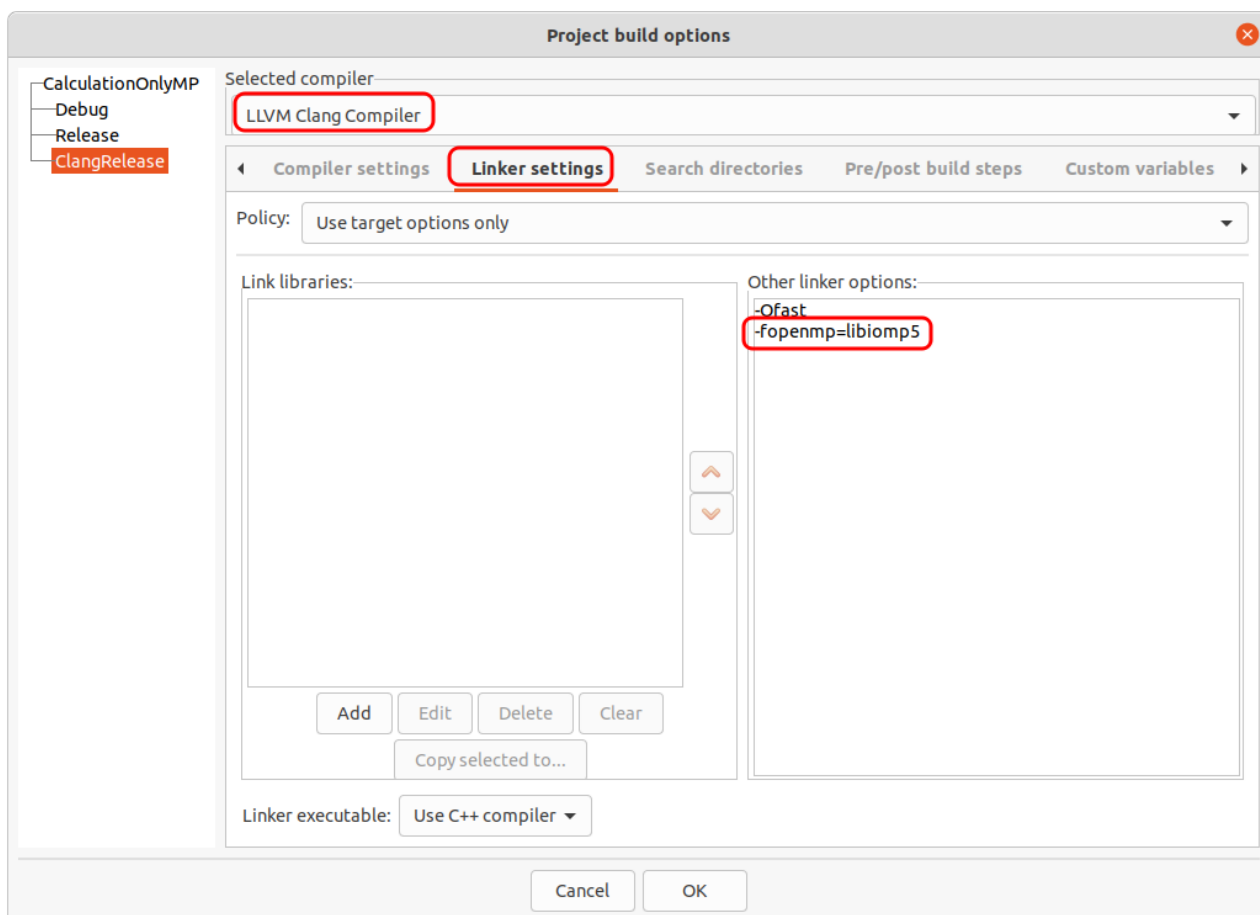 Project build options
CalculationOnlyMP
Debug
Release
ClangRelease
Selected compiler
LLVM Clang Compiler
Compiler settings Linker settings Search directories Pre/post build steps Custom variables
Policy: Use target options only
Link libraries:
Other linker options:
-Ofast
-fopenmp=libiomp5
Add Edit Delete Clear
Copy selected to...
Linker executable: Use C++ compiler
Cancel OK